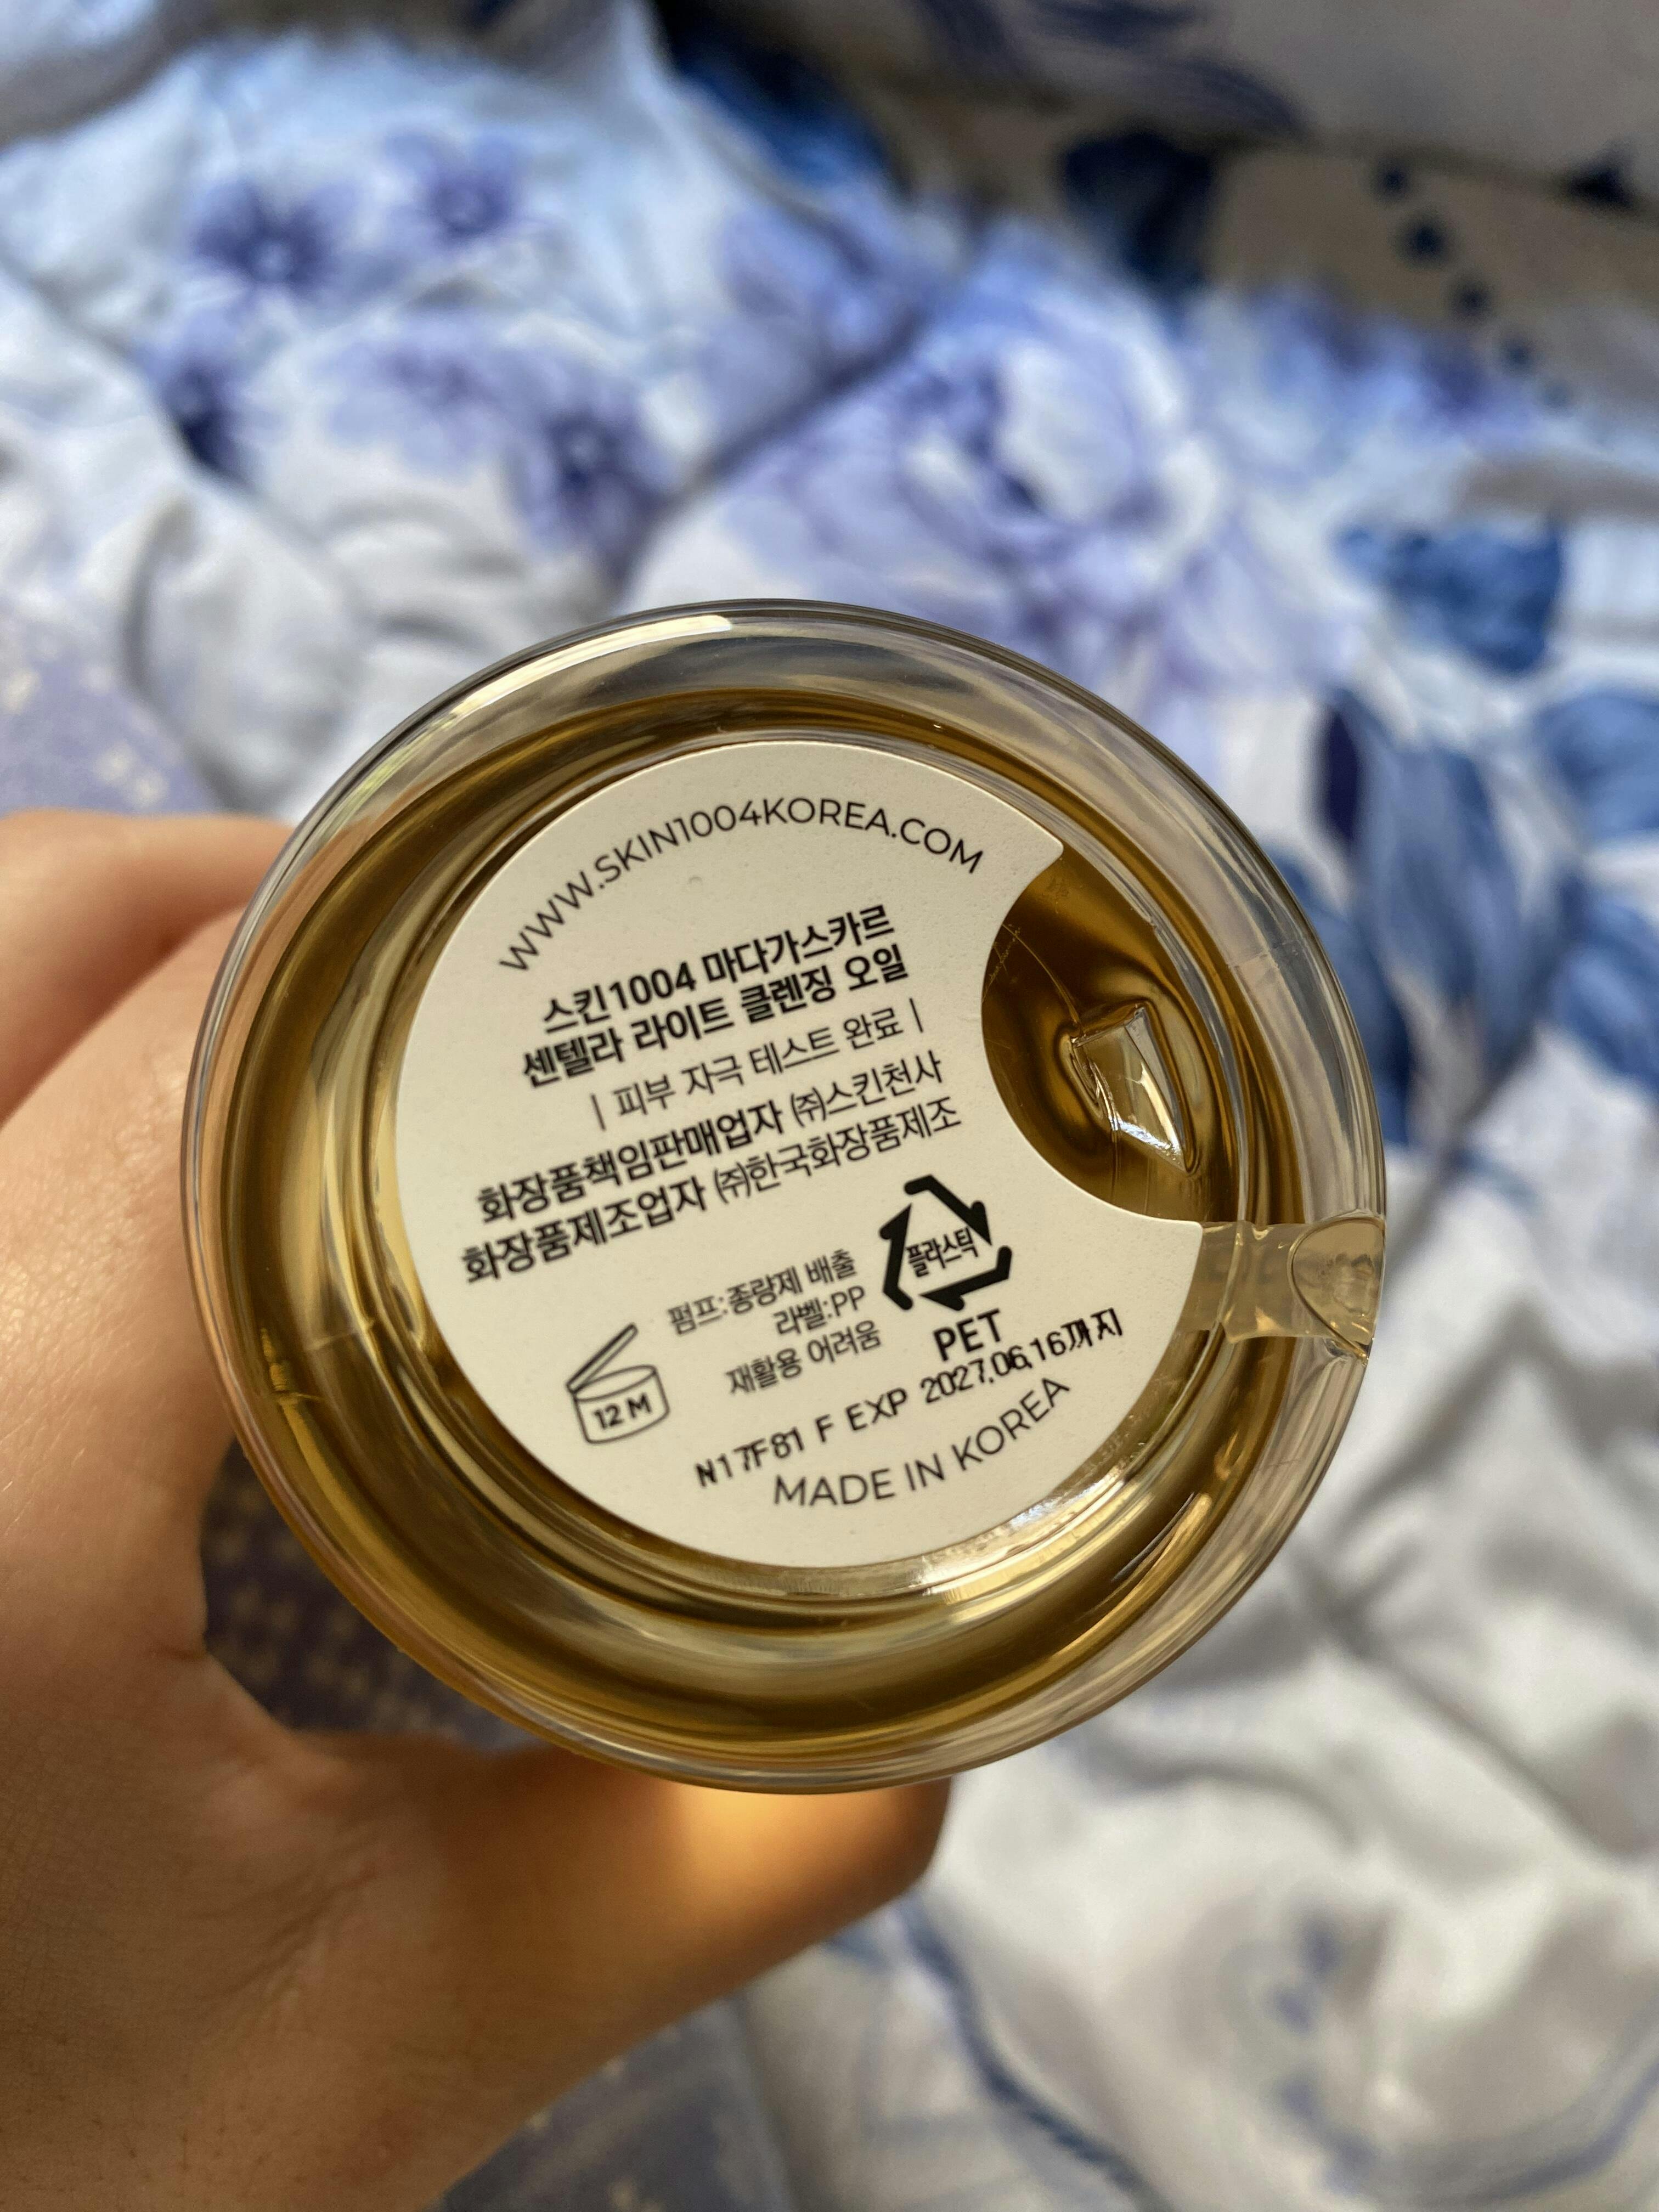 WWW.SKIN1004KOREA.COM
스킨1004 마다가스카르
센텔라 라이트 클렌징 오일
| 피부 자극 테스트 완료 |
화장품책임판매업자 ㈜스킨천사
화장품제조업자 ㈜한국화장품제조
펌프:종량제 배출
라벨:PP
재활용 어려움
플라스틱
PET
12M
N17F81 F EXP 2027.06.16까지
MADE IN KOREA